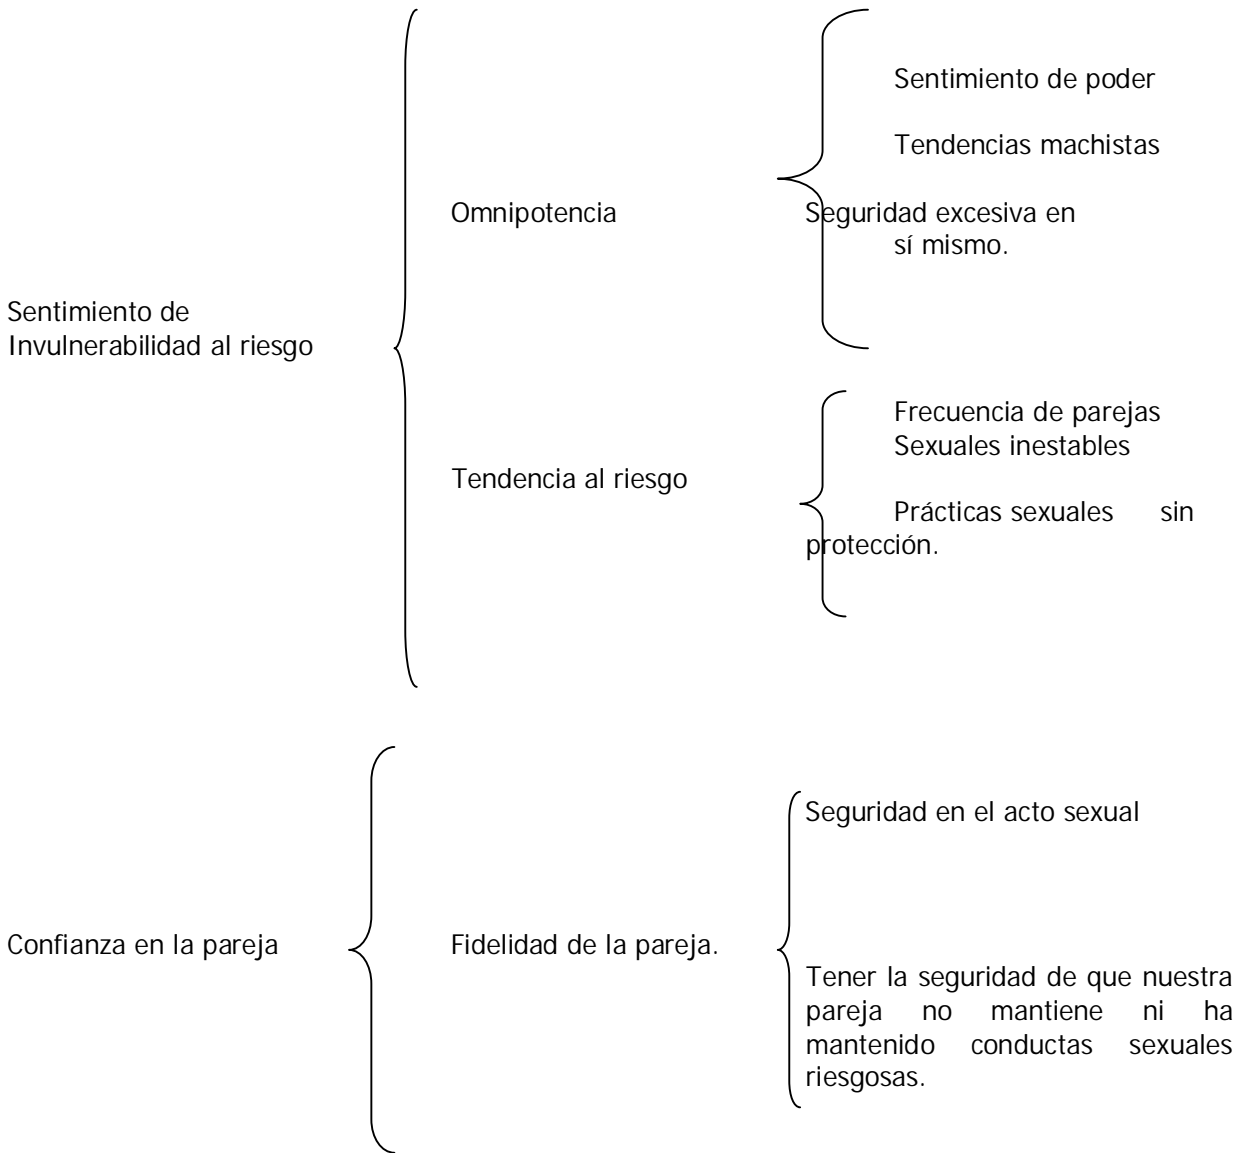 Sentimiento de poder
Tendencias machistas
Omnipotencia
Seguridad excesiva en
sí mismo.
Sentimiento de
Invulnerabilidad al riesgo
Frecuencia de parejas
Sexuales inestables
Tendencia al riesgo
Prácticas sexuales sin
protección.
Seguridad en el acto sexual
Confianza en la pareja
Fidelidad de la pareja.
Tener la seguridad de que nuestra
pareja no mantiene ni ha
mantenido conductas sexuales
riesgosas.